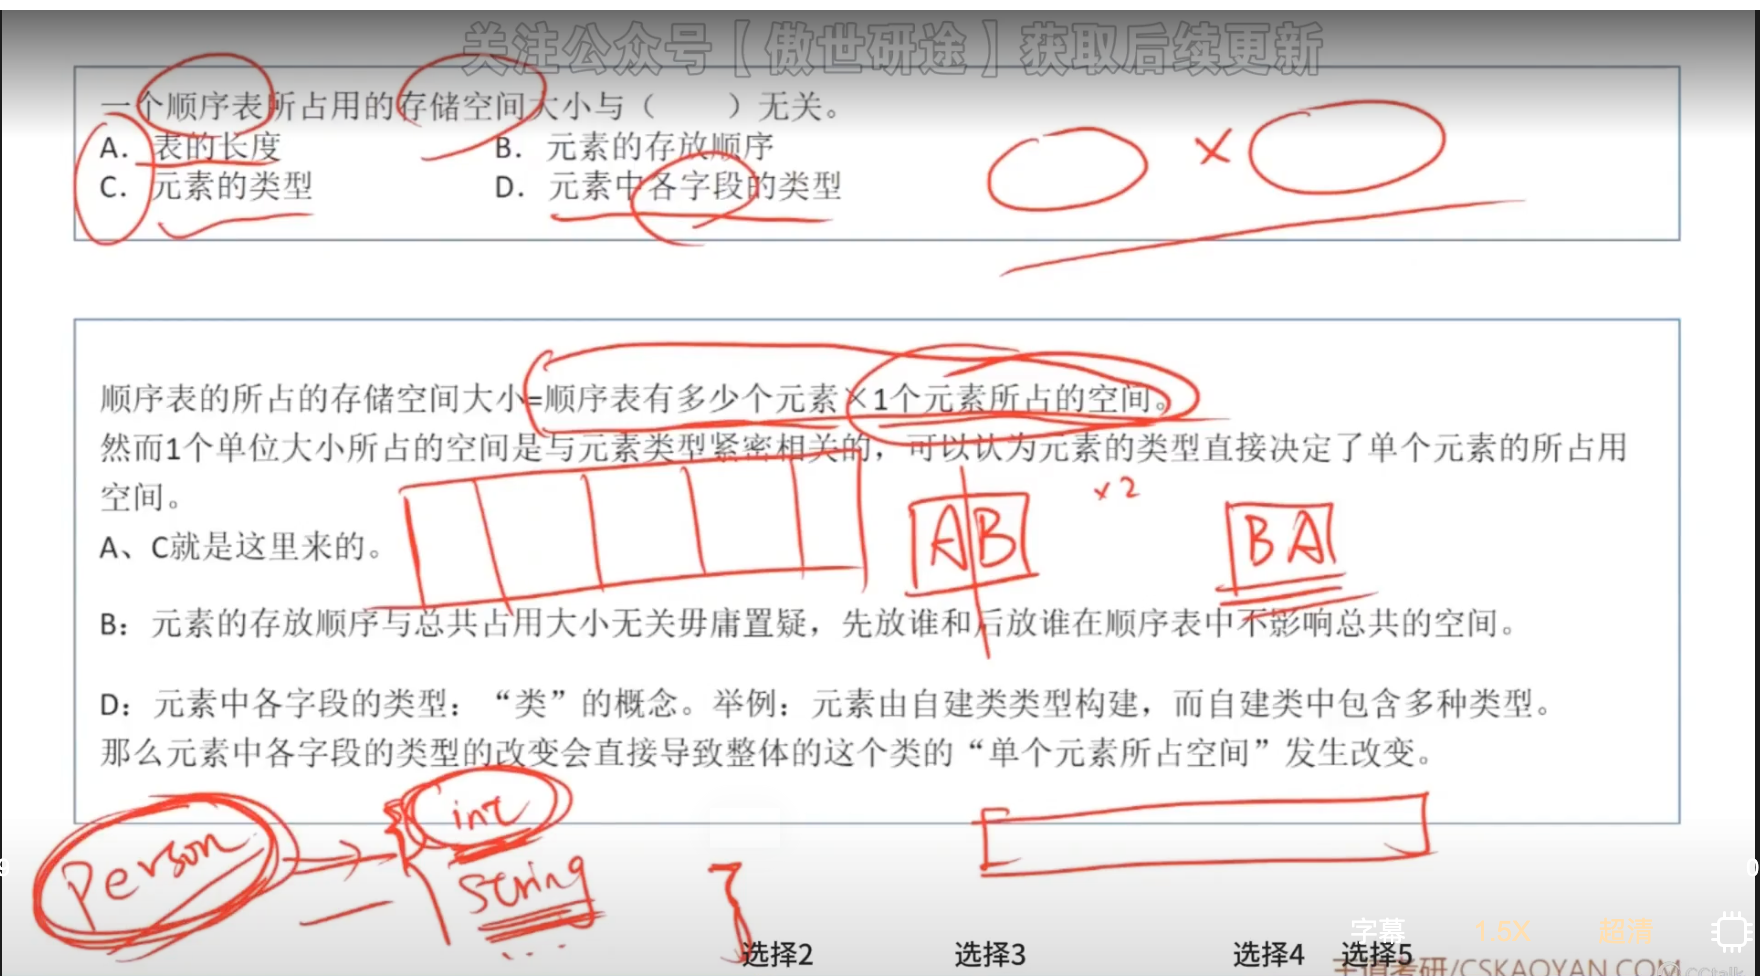 关注公众号【傲世研途】获取后续更新
一个顺序表所占用的存储空间大小与（ ）无关。
A. 表的长度 B. 元素的存放顺序
C. 元素的类型 D. 元素中各字段的类型
×
顺序表的所占的存储空间大小=顺序表有多少个元素×1个元素所占的空间。
然而1个单位大小所占的空间是与元素类型紧密相关的，可以认为元素的类型直接决定了单个元素的所占用
空间。
×2
AB BA
A、C就是这里来的。
B：元素的存放顺序与总共占用大小无关毋庸置疑，先放谁和后放谁在顺序表中不影响总共的空间。
D：元素中各字段的类型：“类”的概念。举例：元素由自建类类型构建，而自建类中包含多种类型。
那么元素中各字段的类型的改变会直接导致整体的这个类的“单个元素所占空间”发生改变。
int
Person
String
字幕 1.5X 超清
选择2 选择3 选择4 选择5
王道考研/CSKAOYAN.COM